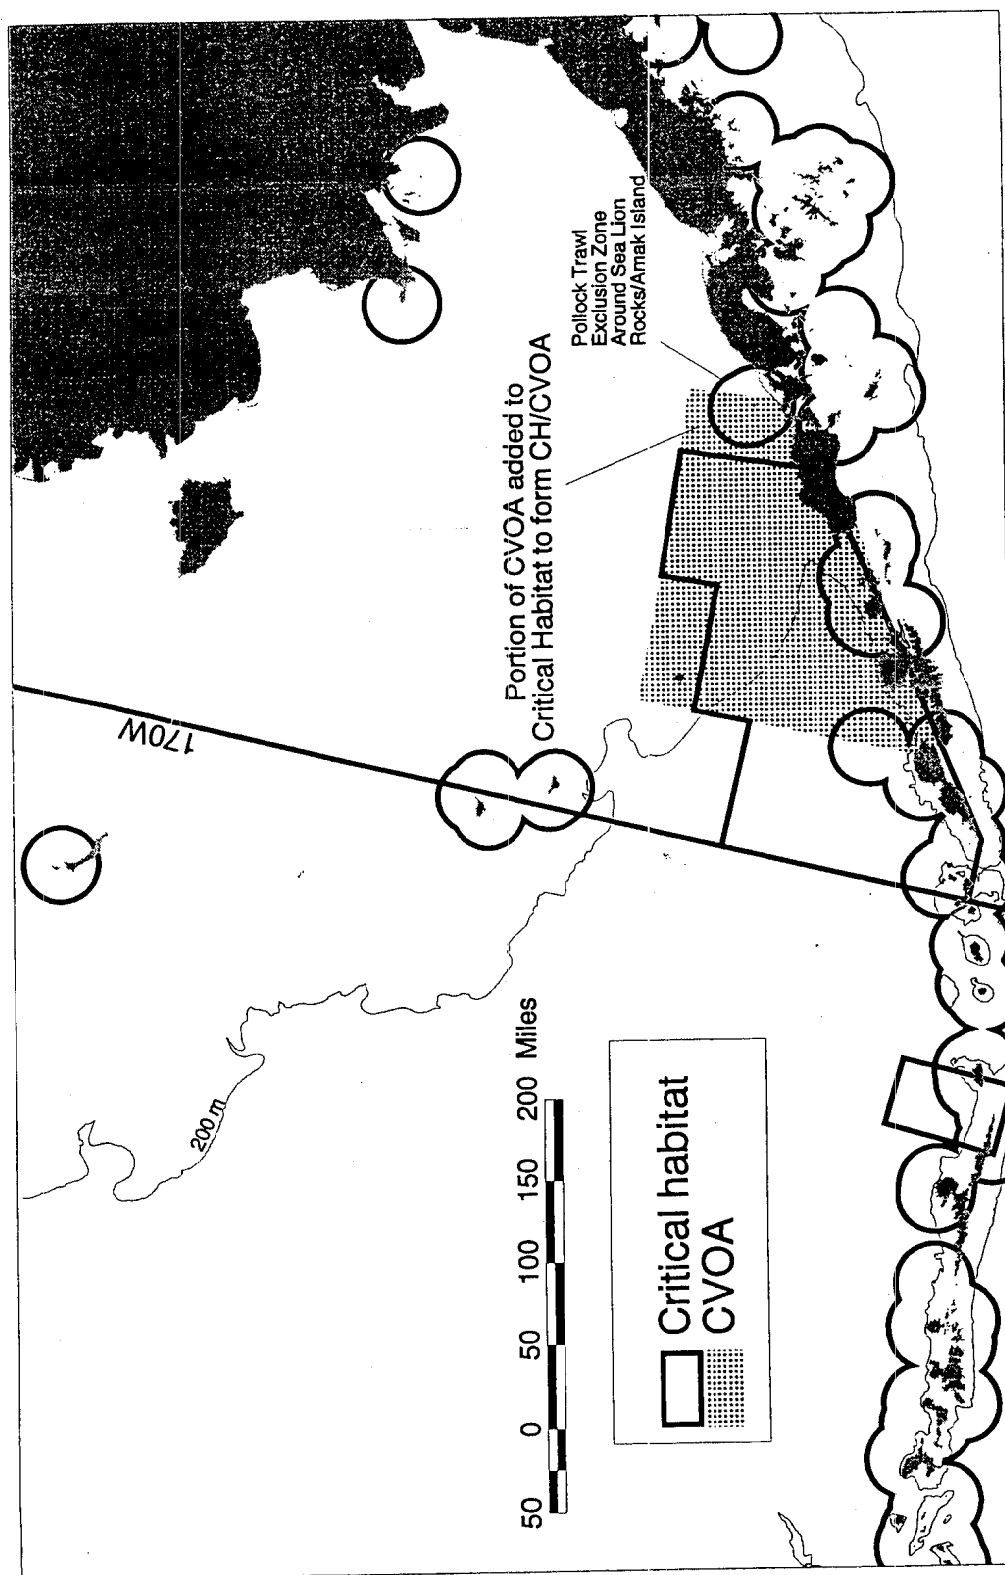 170W
200 m
Portion of CVOA added to
Critical Habitat to form CH/CVOA
Pollock Trawl
Exclusion Zone
Around Sea Lion
Rocks/Amak Island
50 0 50 100 150 200 Miles
Critical habitat
CVOA